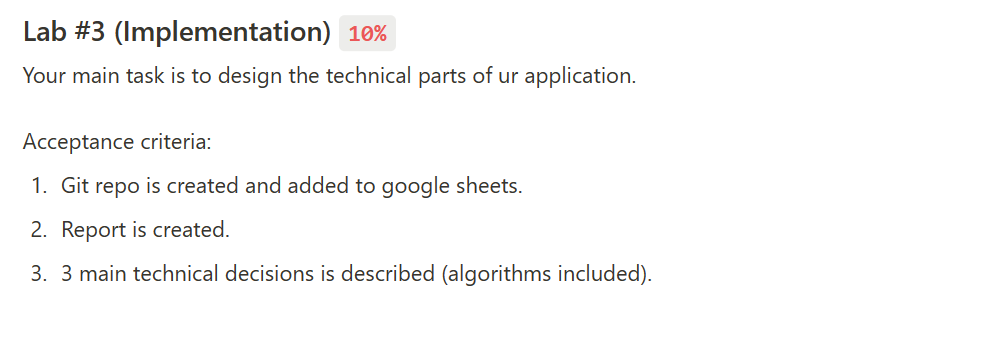 Lab #3 (Implementation) 10%
Your main task is to design the technical parts of ur application.
Acceptance criteria:
1. Git repo is created and added to google sheets.
2. Report is created.
3. 3 main technical decisions is described (algorithms included).